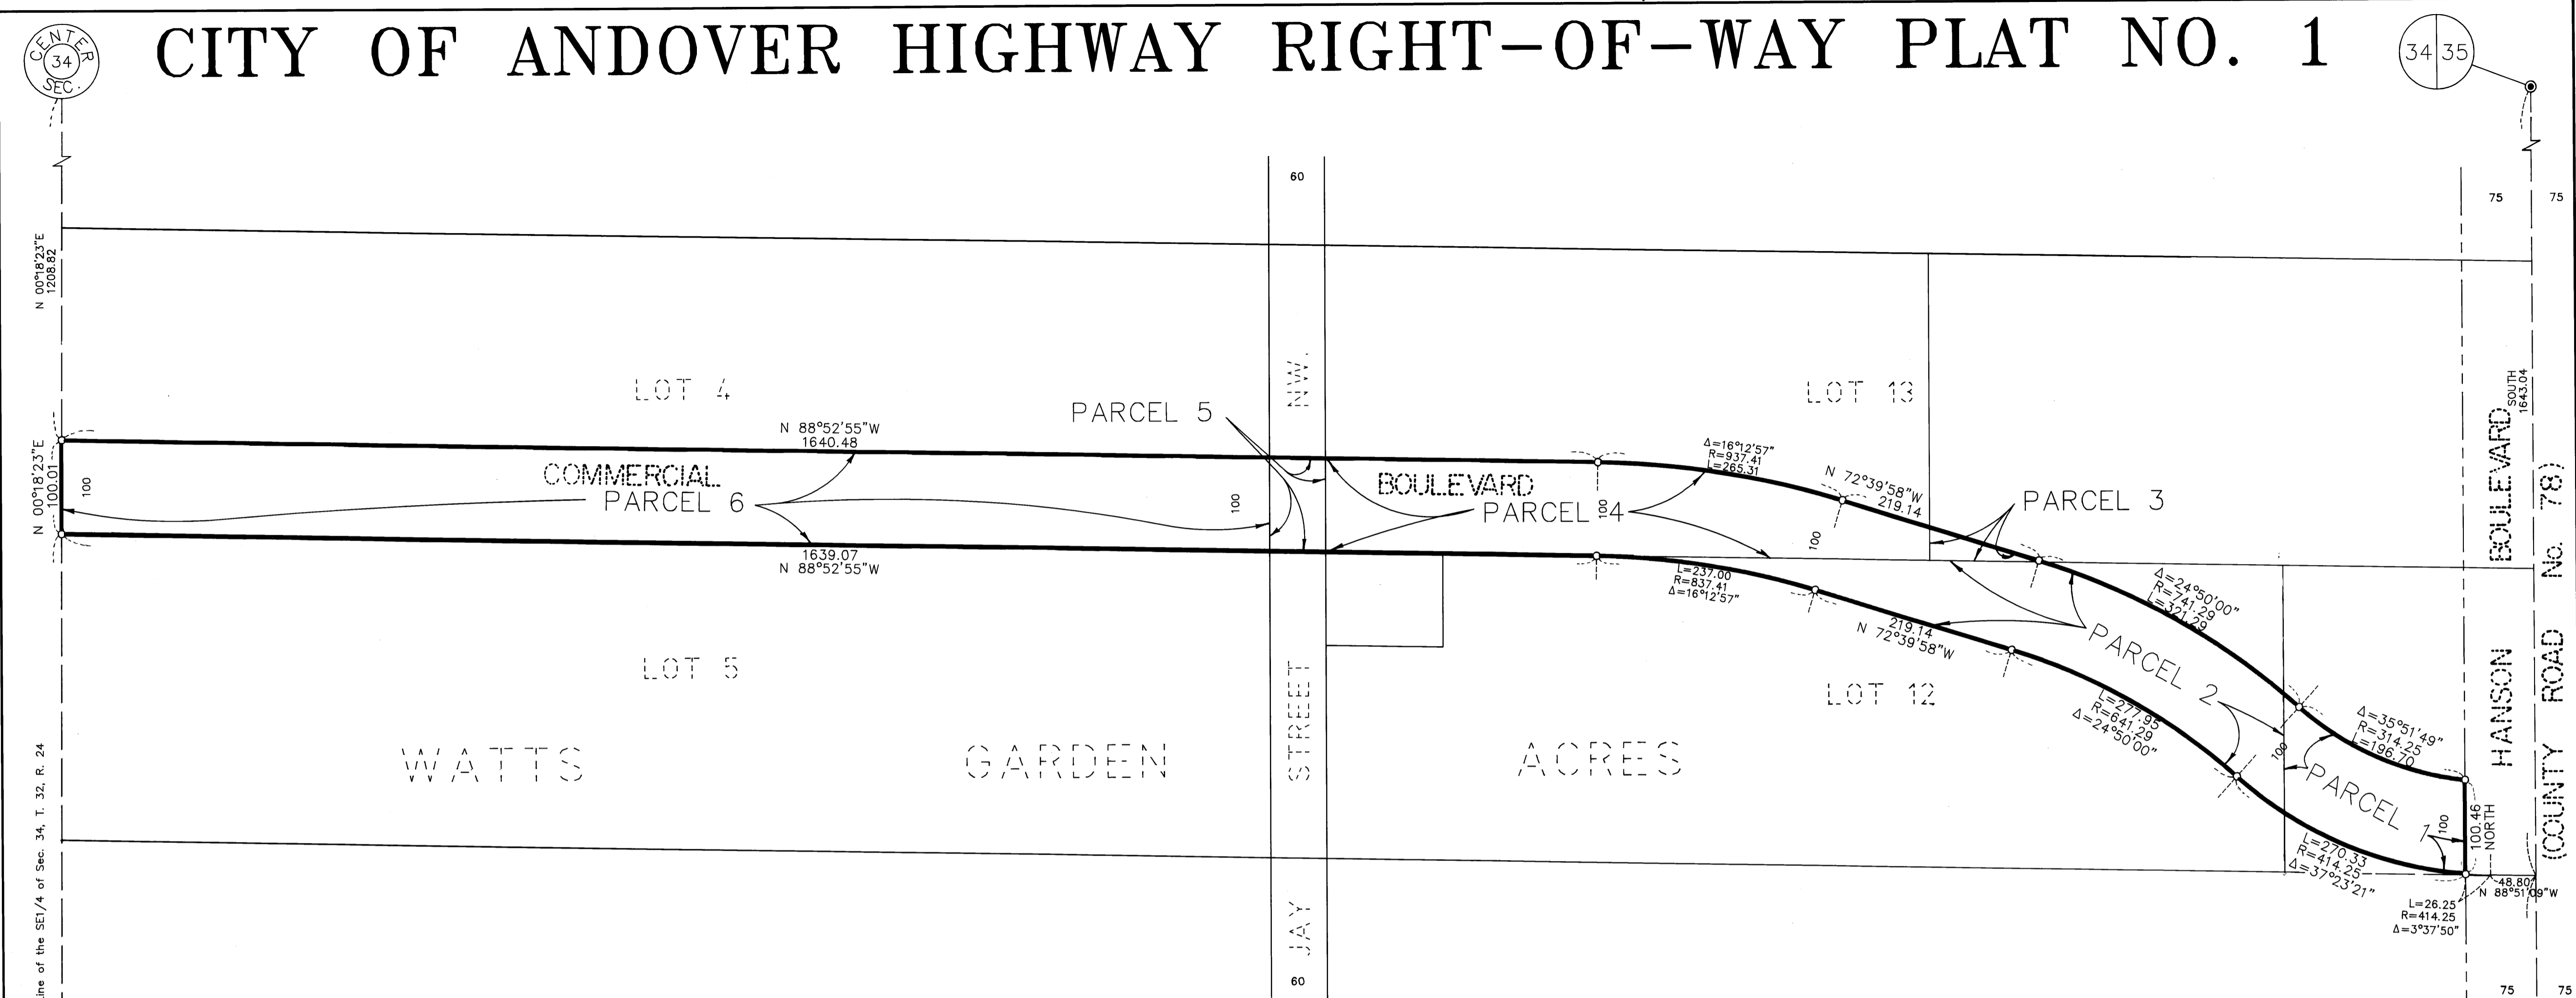 CITY OF ANDOVER HIGHWAY RIGHT-OF-WAY PLAT NO. 1
CENTER
34
SEC.
34 35
60
75
75
N 00°18'23"E
1208.82
NW.
LOT 4
PARCEL 5
LOT 13
SOUTH
1643.04
N 88°52'55"W
1640.48
COMMERCIAL
BOULEVARD
PARCEL 6
PARCEL 4
PARCEL 3
N 00°18'23"E
100.01
100
100
100
100
Δ=16°12'57"
R=937.41
L=265.31
N 72°39'58"W
219.14
1639.07
N 88°52'55"W
L=237.00
R=837.41
Δ=16°12'57"
219.14
N 72°39'58"W
Δ=24°50'00"
R=741.29
L=321.29
PARCEL 2
LOT 5
LOT 12
L=277.95
R=641.29
Δ=24°50'00"
Δ=35°51'49"
R=314.25
L=196.70
100
PARCEL 1
100
100.46
NORTH
HANSON BOULEVARD
(COUNTY ROAD No. 78)
WATTS GARDEN ACRES
JAY STREET
L=270.33
R=414.25
Δ=37°23'21"
48.80
N 88°51'09"W
L=26.25
R=414.25
Δ=3°37'50"
ine of the SE1/4 of Sec. 34, T. 32, R. 24
60
75
75